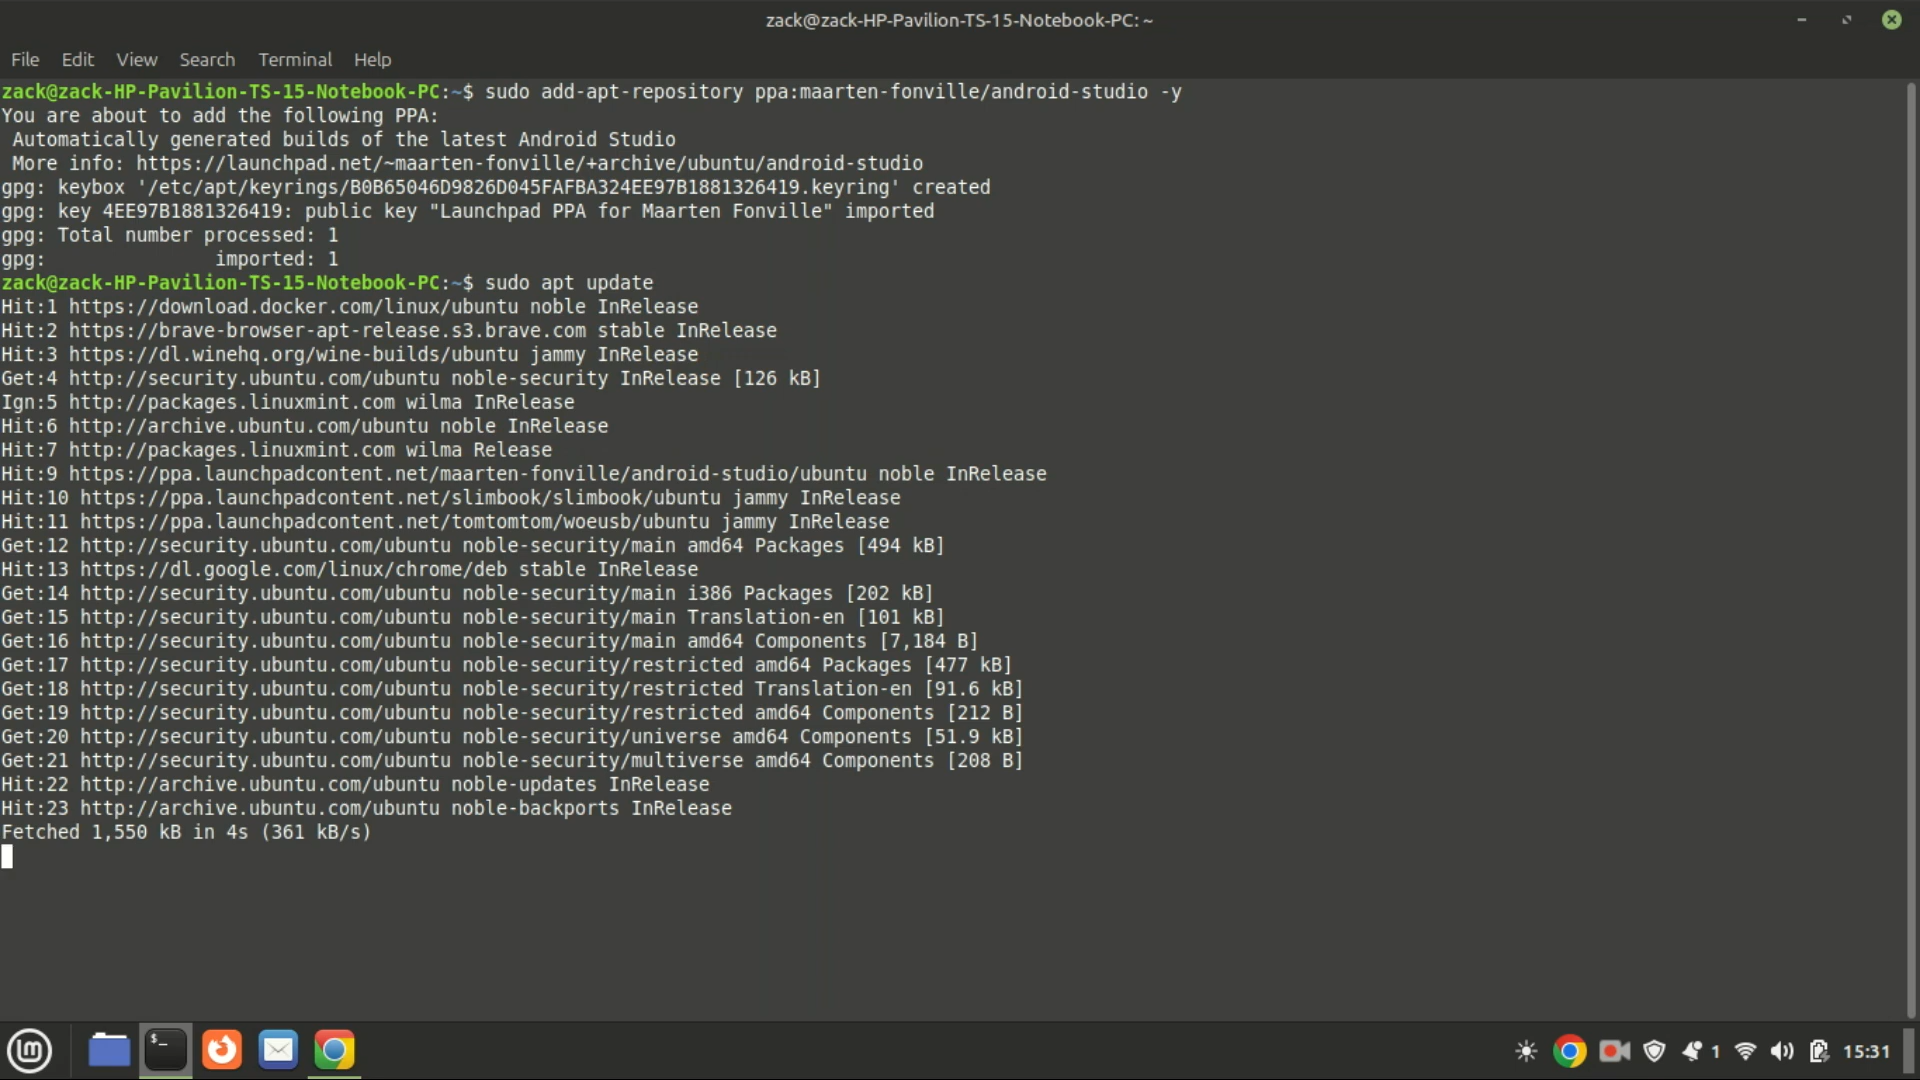 zack@zack-HP-Pavilion-TS-15-Notebook-PC: ~
File Edit View Search Terminal Help
zack@zack-HP-Pavilion-TS-15-Notebook-PC:~$ sudo add-apt-repository ppa:maarten-fonville/android-studio -y
You are about to add the following PPA:
 Automatically generated builds of the latest Android Studio
 More info: https://launchpad.net/~maarten-fonville/+archive/ubuntu/android-studio
gpg: keybox '/etc/apt/keyrings/B0B65046D9826D045FAFBA324EE97B1881326419.keyring' created
gpg: key 4EE97B1881326419: public key "Launchpad PPA for Maarten Fonville" imported
gpg: Total number processed: 1
gpg:               imported: 1
zack@zack-HP-Pavilion-TS-15-Notebook-PC:~$ sudo apt update
Hit:1 https://download.docker.com/linux/ubuntu noble InRelease
Hit:2 https://brave-browser-apt-release.s3.brave.com stable InRelease
Hit:3 https://dl.winehq.org/wine-builds/ubuntu jammy InRelease
Get:4 http://security.ubuntu.com/ubuntu noble-security InRelease [126 kB]
Ign:5 http://packages.linuxmint.com wilma InRelease
Hit:6 http://archive.ubuntu.com/ubuntu noble InRelease
Hit:7 http://packages.linuxmint.com wilma Release
Hit:9 https://ppa.launchpadcontent.net/maarten-fonville/android-studio/ubuntu noble InRelease
Hit:10 https://ppa.launchpadcontent.net/slimbook/slimbook/ubuntu jammy InRelease
Hit:11 https://ppa.launchpadcontent.net/tomtomtom/woeusb/ubuntu jammy InRelease
Get:12 http://security.ubuntu.com/ubuntu noble-security/main amd64 Packages [494 kB]
Hit:13 https://dl.google.com/linux/chrome/deb stable InRelease
Get:14 http://security.ubuntu.com/ubuntu noble-security/main i386 Packages [202 kB]
Get:15 http://security.ubuntu.com/ubuntu noble-security/main Translation-en [101 kB]
Get:16 http://security.ubuntu.com/ubuntu noble-security/main amd64 Components [7,184 B]
Get:17 http://security.ubuntu.com/ubuntu noble-security/restricted amd64 Packages [477 kB]
Get:18 http://security.ubuntu.com/ubuntu noble-security/restricted Translation-en [91.6 kB]
Get:19 http://security.ubuntu.com/ubuntu noble-security/restricted amd64 Components [212 B]
Get:20 http://security.ubuntu.com/ubuntu noble-security/universe amd64 Components [51.9 kB]
Get:21 http://security.ubuntu.com/ubuntu noble-security/multiverse amd64 Components [208 B]
Hit:22 http://archive.ubuntu.com/ubuntu noble-updates InRelease
Hit:23 http://archive.ubuntu.com/ubuntu noble-backports InRelease
Fetched 1,550 kB in 4s (361 kB/s)
$_ 1 15:31